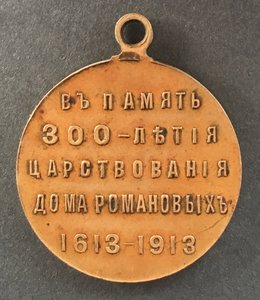 ВЪ ПАМЯТЬ
300-ЛѢТІЯ
ЦАРСТВОВАНІЯ
ДОМА РОМАНОВЫХЪ
1613-1913